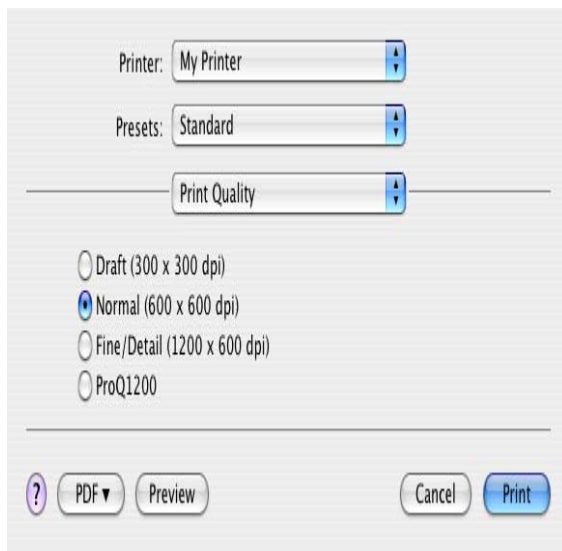 Printer: My Printer
Presets: Standard
Print Quality
Draft (300 x 300 dpi)
Normal (600 x 600 dpi)
Fine/Detail (1200 x 600 dpi)
ProQ1200
? PDF▼ Preview Cancel Print